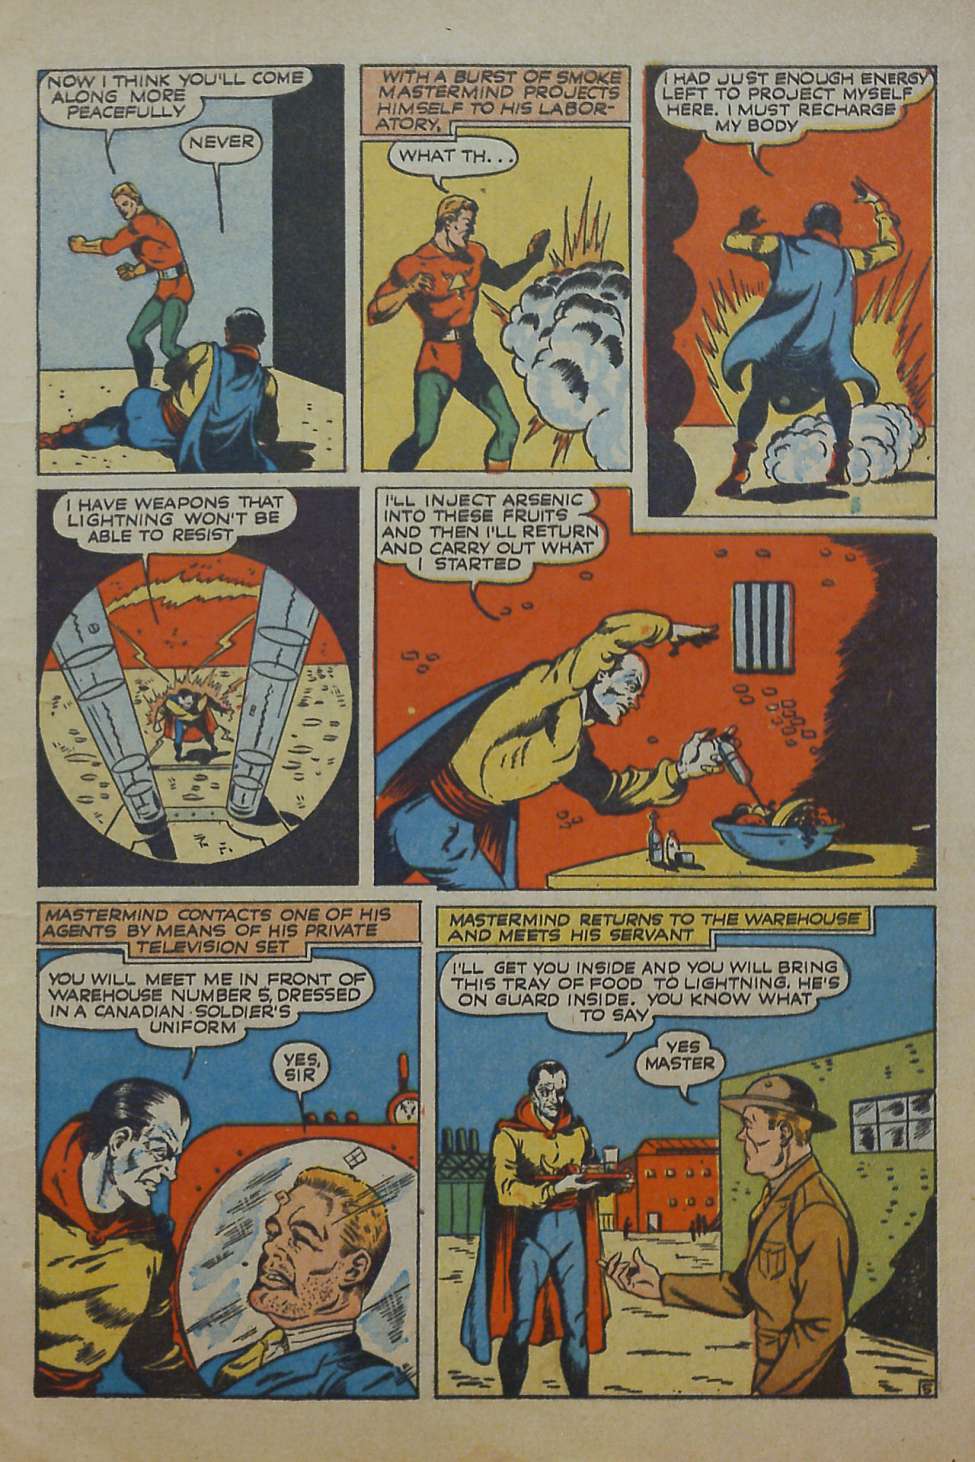 NOW I THINK YOU'LL COME
ALONG MORE
PEACEFULLY
NEVER
WITH A BURST OF SMOKE
MASTERMIND PROJECTS
HIMSELF TO HIS LABOR-
ATORY,
WHAT TH...
I HAD JUST ENOUGH ENERGY
LEFT TO PROJECT MYSELF
HERE. I MUST RECHARGE
MY BODY
I HAVE WEAPONS THAT
LIGHTNING WON'T BE
ABLE TO RESIST
I'LL INJECT ARSENIC
INTO THESE FRUITS
AND THEN I'LL RETURN
AND CARRY OUT WHAT
I STARTED
MASTERMIND CONTACTS ONE OF HIS
AGENTS BY MEANS OF HIS PRIVATE
TELEVISION SET
YOU WILL MEET ME IN FRONT OF
WAREHOUSE NUMBER 5, DRESSED
IN A CANADIAN SOLDIER'S
UNIFORM
YES,
SIR
MASTERMIND RETURNS TO THE WAREHOUSE
AND MEETS HIS SERVANT
I'LL GET YOU INSIDE AND YOU WILL BRING
THIS TRAY OF FOOD TO LIGHTNING. HE'S
ON GUARD INSIDE. YOU KNOW WHAT
TO SAY
YES
MASTER
5